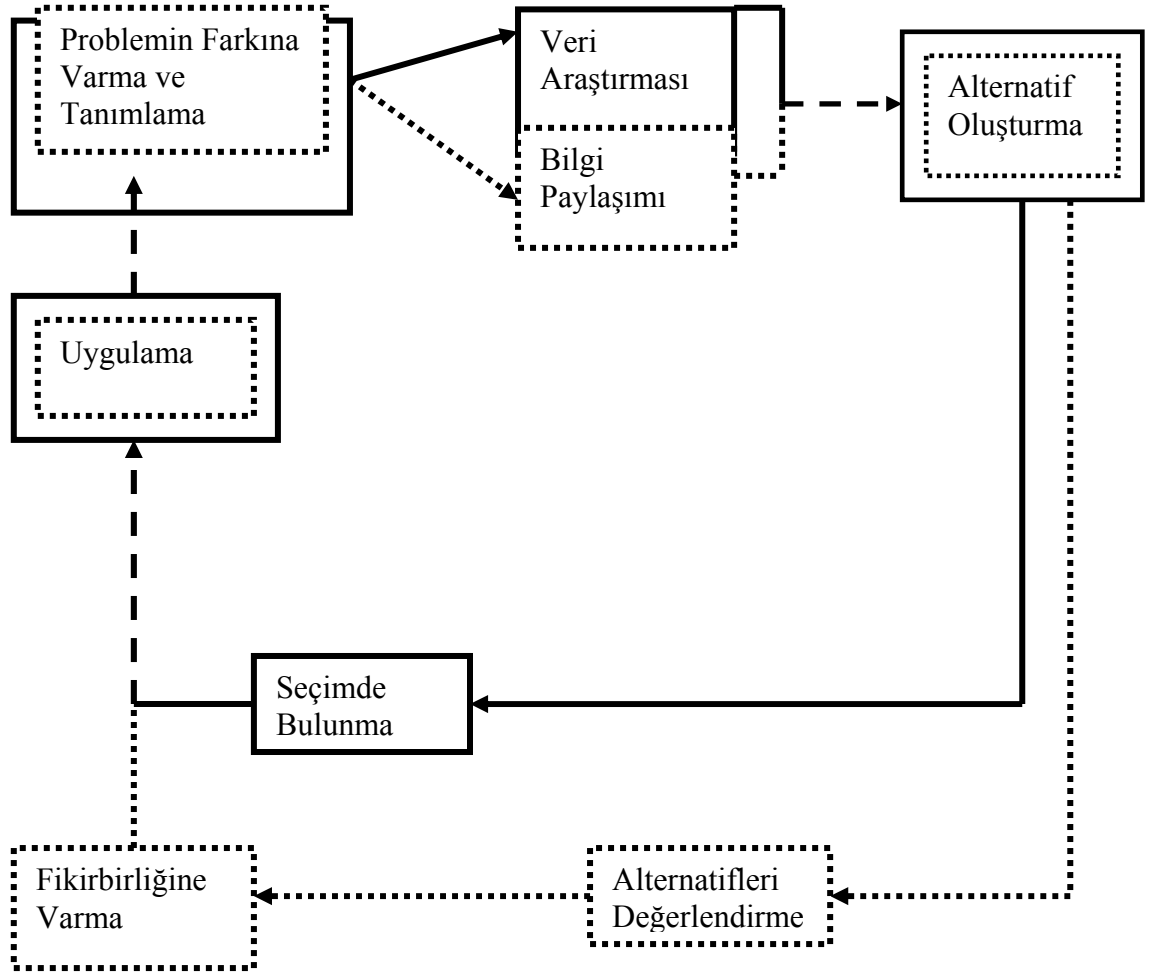 Problemin Farkına
Varma ve
Tanımlama
Veri
Araştırması
Bilgi
Paylaşımı
Alternatif
Oluşturma
Uygulama
Seçimde
Bulunma
Fikirbirliğine
Varma
Alternatifleri
Değerlendirme